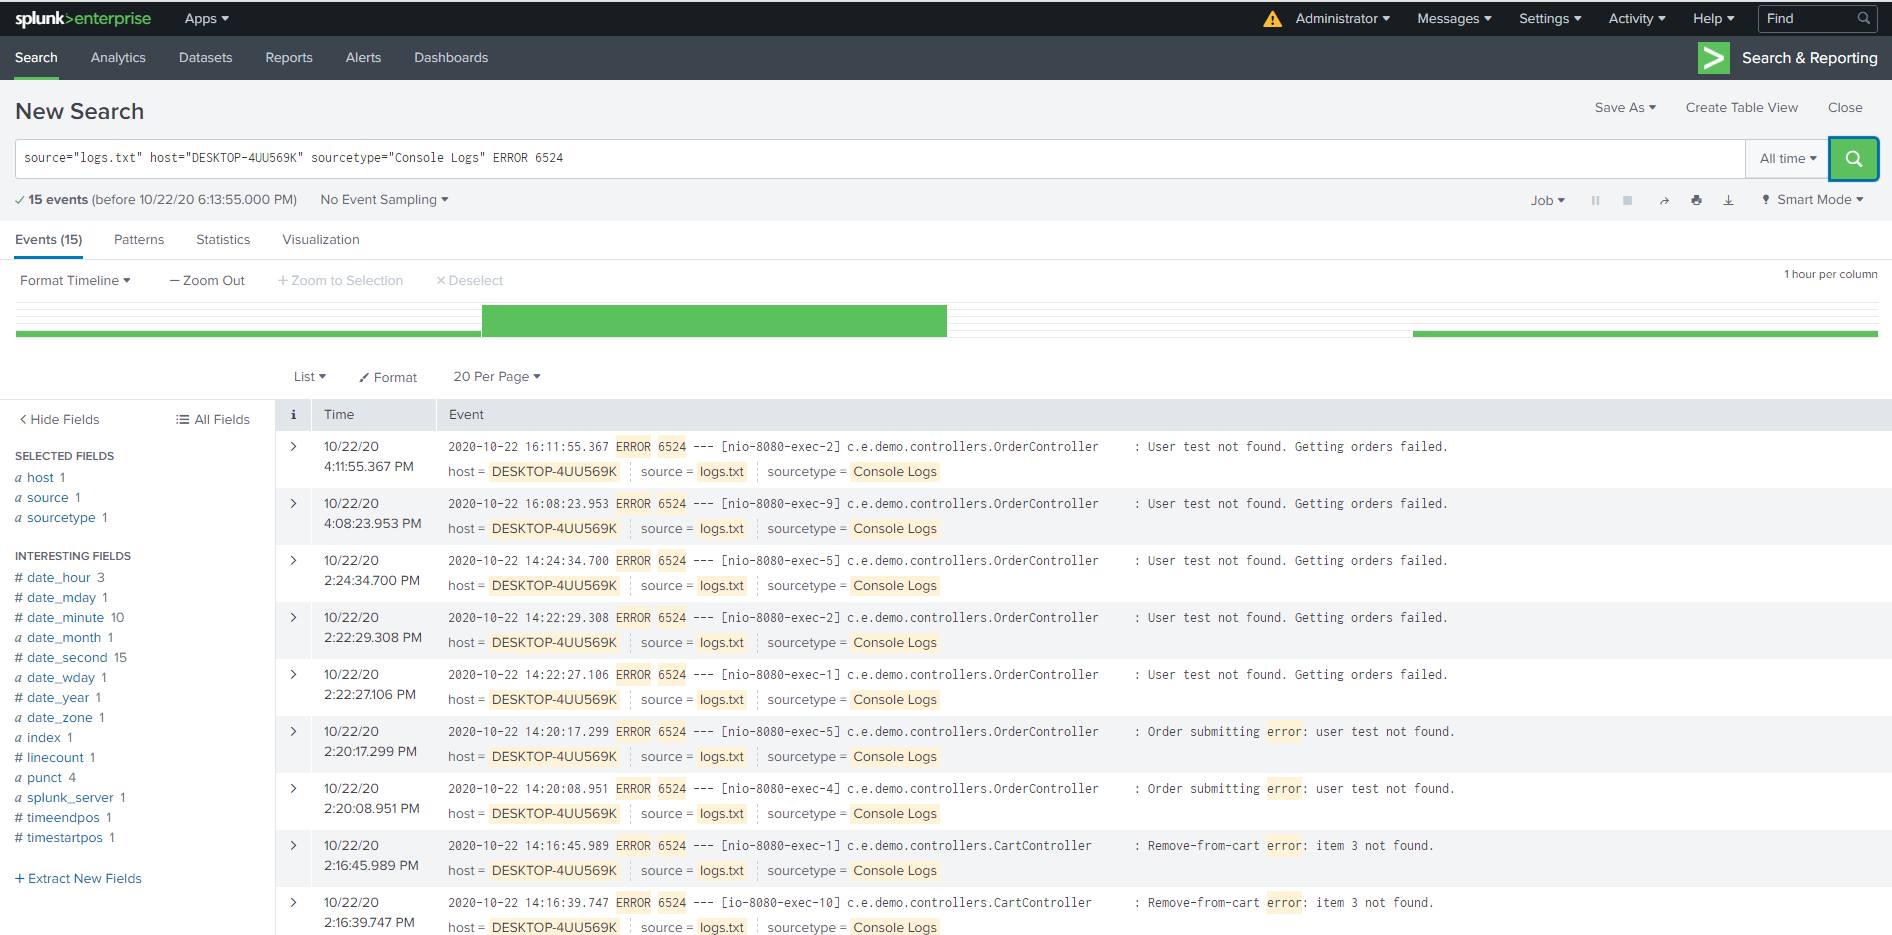 splunk>enterprise Apps Administrator Messages Settings Activity Help Find
Search Analytics Datasets Reports Alerts Dashboards Search & Reporting
New Search Save As Create Table View Close
source="logs.txt" host="DESKTOP-4UU569K" sourcetype="Console Logs" ERROR 6524 All time
15 events (before 10/22/20 6:13:55.000 PM) No Event Sampling Job Smart Mode
Events (15) Patterns Statistics Visualization
Format Timeline — Zoom Out + Zoom to Selection × Deselect 1 hour per column
List Format 20 Per Page
< Hide Fields All Fields
SELECTED FIELDS
a host 1
a source 1
a sourcetype 1
INTERESTING FIELDS
# date_hour 3
# date_mday 1
# date_minute 10
a date_month 1
# date_second 15
a date_wday 1
# date_year 1
a date_zone 1
a index 1
# linecount 1
a punct 4
a splunk_server 1
# timeendpos 1
# timestartpos 1
+ Extract New Fields
i Time Event
> 10/22/20 2020-10-22 16:11:55.367 ERROR 6524 --- [nio-8080-exec-2] c.e.demo.controllers.OrderController : User test not found. Getting orders failed.
4:11:55.367 PM host = DESKTOP-4UU569K source = logs.txt sourcetype = Console Logs
> 10/22/20 2020-10-22 16:08:23.953 ERROR 6524 --- [nio-8080-exec-9] c.e.demo.controllers.OrderController : User test not found. Getting orders failed.
4:08:23.953 PM host = DESKTOP-4UU569K source = logs.txt sourcetype = Console Logs
> 10/22/20 2020-10-22 14:24:34.700 ERROR 6524 --- [nio-8080-exec-5] c.e.demo.controllers.OrderController : User test not found. Getting orders failed.
2:24:34.700 PM host = DESKTOP-4UU569K source = logs.txt sourcetype = Console Logs
> 10/22/20 2020-10-22 14:22:29.308 ERROR 6524 --- [nio-8080-exec-2] c.e.demo.controllers.OrderController : User test not found. Getting orders failed.
2:22:29.308 PM host = DESKTOP-4UU569K source = logs.txt sourcetype = Console Logs
> 10/22/20 2020-10-22 14:22:27.106 ERROR 6524 --- [nio-8080-exec-1] c.e.demo.controllers.OrderController : User test not found. Getting orders failed.
2:22:27.106 PM host = DESKTOP-4UU569K source = logs.txt sourcetype = Console Logs
> 10/22/20 2020-10-22 14:20:17.299 ERROR 6524 --- [nio-8080-exec-5] c.e.demo.controllers.OrderController : Order submitting error: user test not found.
2:20:17.299 PM host = DESKTOP-4UU569K source = logs.txt sourcetype = Console Logs
> 10/22/20 2020-10-22 14:20:08.951 ERROR 6524 --- [nio-8080-exec-4] c.e.demo.controllers.OrderController : Order submitting error: user test not found.
2:20:08.951 PM host = DESKTOP-4UU569K source = logs.txt sourcetype = Console Logs
> 10/22/20 2020-10-22 14:16:45.989 ERROR 6524 --- [nio-8080-exec-1] c.e.demo.controllers.CartController : Remove-from-cart error: item 3 not found.
2:16:45.989 PM host = DESKTOP-4UU569K source = logs.txt sourcetype = Console Logs
> 10/22/20 2020-10-22 14:16:39.747 ERROR 6524 --- [io-8080-exec-10] c.e.demo.controllers.CartController : Remove-from-cart error: item 3 not found.
2:16:39.747 PM host = DESKTOP-4UU569K source = logs.txt sourcetype = Console Logs